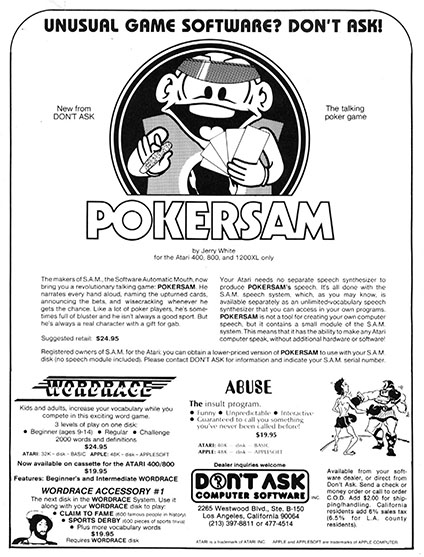 UNUSUAL GAME SOFTWARE? DON'T ASK!
New from
DON'T ASK
The talking
poker game
POKERSAM
by Jerry White
for the Atari 400, 800, and 1200XL only
The makers of S.A.M., the Software Automatic Mouth, now
bring you a revolutionary talking game: POKERSAM. He
narrates every hand aloud, naming the upturned cards,
announcing the bets, and wisecracking whenever he
gets the chance. Like a lot of poker players, he's some-
times full of bluster and he isn't always a good sport. But
he's always a real character with a gift for gab.
Suggested retail: $24.95
Your Atari needs no separate speech synthesizer to
produce POKERSAM's speech. It's all done with the
S.A.M. speech system, which, as you may know, is
available separately as an unlimited-vocabulary speech
synthesizer that you can access in your own programs.
POKERSAM is not a tool for creating your own computer
speech, but it contains a small module of the S.A.M.
system. This means that it has the ability to make any Atari
computer speak, without additional hardware or software!
Registered owners of S.A.M. for the Atari: you can obtain a lower-priced version of POKERSAM to use with your S.A.M.
disk (no speech module included). Please contact DON'T ASK for information and indicate your S.A.M. serial number.
WORDRACE
Kids and adults, increase your vocabulary while you
compete in this exciting word game.
3 levels of play on one disk:
• Beginner (ages 9-14) • Regular • Challenge
2000 words and definitions
$24.95
ATARI: 32K – disk – BASIC APPLE: 48K – disk – APPLESOFT
Now available on cassette for the ATARI 400/800
$19.95
Features: Beginner's and Intermediate WORDRACE
WORDRACE ACCESSORY #1
The next disk in the WORDRACE System. Use it
along with your WORDRACE disk to play:
• CLAIM TO FAME (600 famous people in history)
• SPORTS DERBY (600 pieces of sports trivia)
• Plus more vocabulary words
$19.95
Requires WORDRACE disk
ABUSE
The insult program.
• Funny • Unpredictable • Interactive
• Guaranteed to call you something
you've never been called before!
$19.95
ATARI: 40K – disk – BASIC
APPLE: 48K – disk – APPLESOFT
Dealer inquiries welcome
DON'T ASK
COMPUTER SOFTWARE INC.
2265 Westwood Blvd., Ste. B-150
Los Angeles, California 90064
(213) 397-8811 or 477-4514
Available from your soft-
ware dealer, or direct from
Don't Ask. Send a check or
money order or call to order
C.O.D. Add $2.00 for ship-
ping/handling. California
residents add 6% sales tax
(6.5% for L.A. county
residents).
ATARI is a trademark of ATARI INC. APPLE and APPLESOFT are trademarks of APPLE COMPUTER